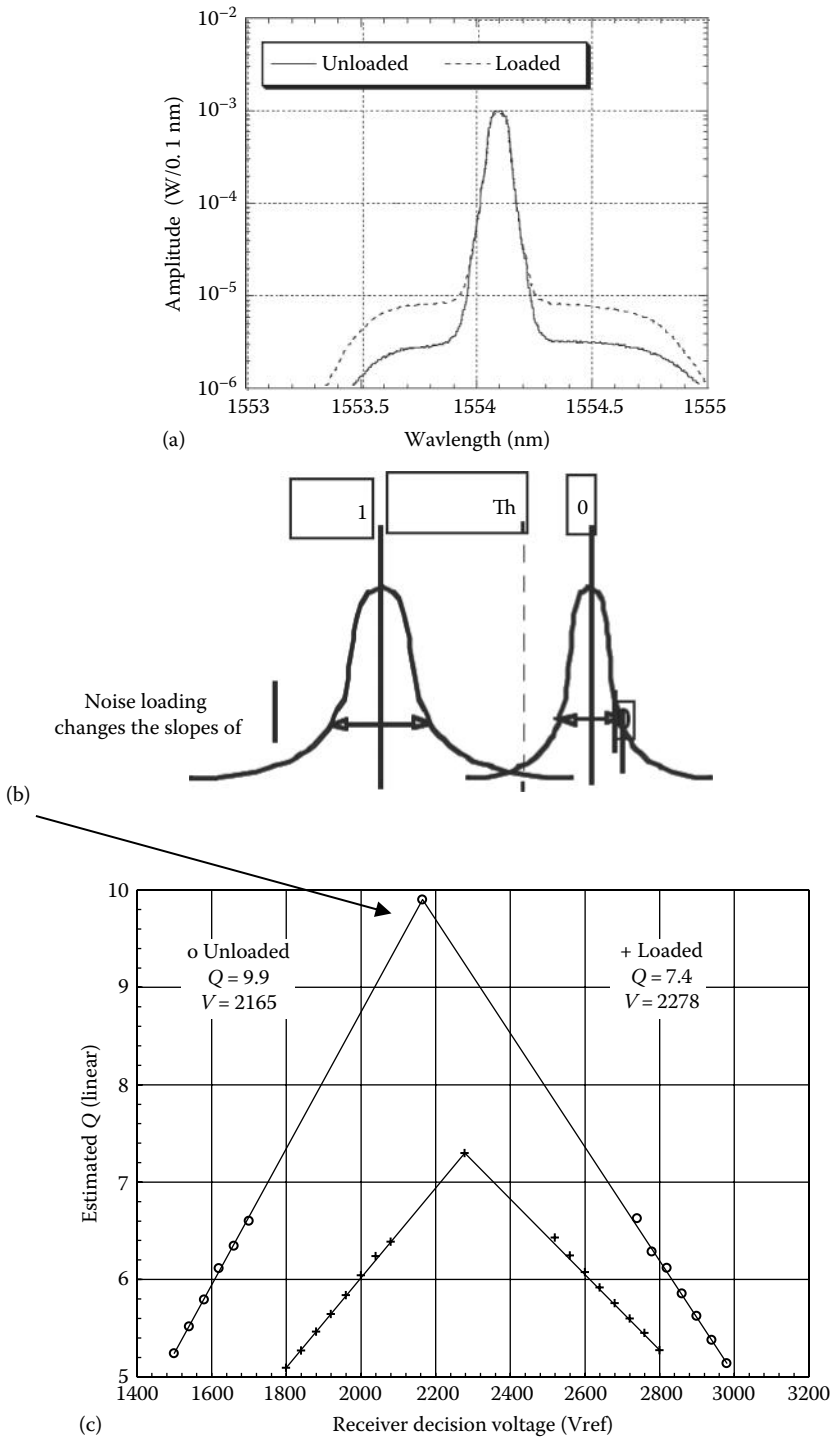 10⁻²
Unloaded Loaded
10⁻³
10⁻⁴
10⁻⁵
10⁻⁶
Amplitude (W/0. 1 nm)
1553 1553.5 1554 1554.5 1555
(a) Wavlength (nm)
1 Th 0
Noise loading
changes the slopes of
(b)
10
9
8
7
6
5
Estimated Q (linear)
o Unloaded
Q = 9.9
V = 2165
+ Loaded
Q = 7.4
V = 2278
1400 1600 1800 2000 2200 2400 2600 2800 3000 3200
(c) Receiver decision voltage (Vref)